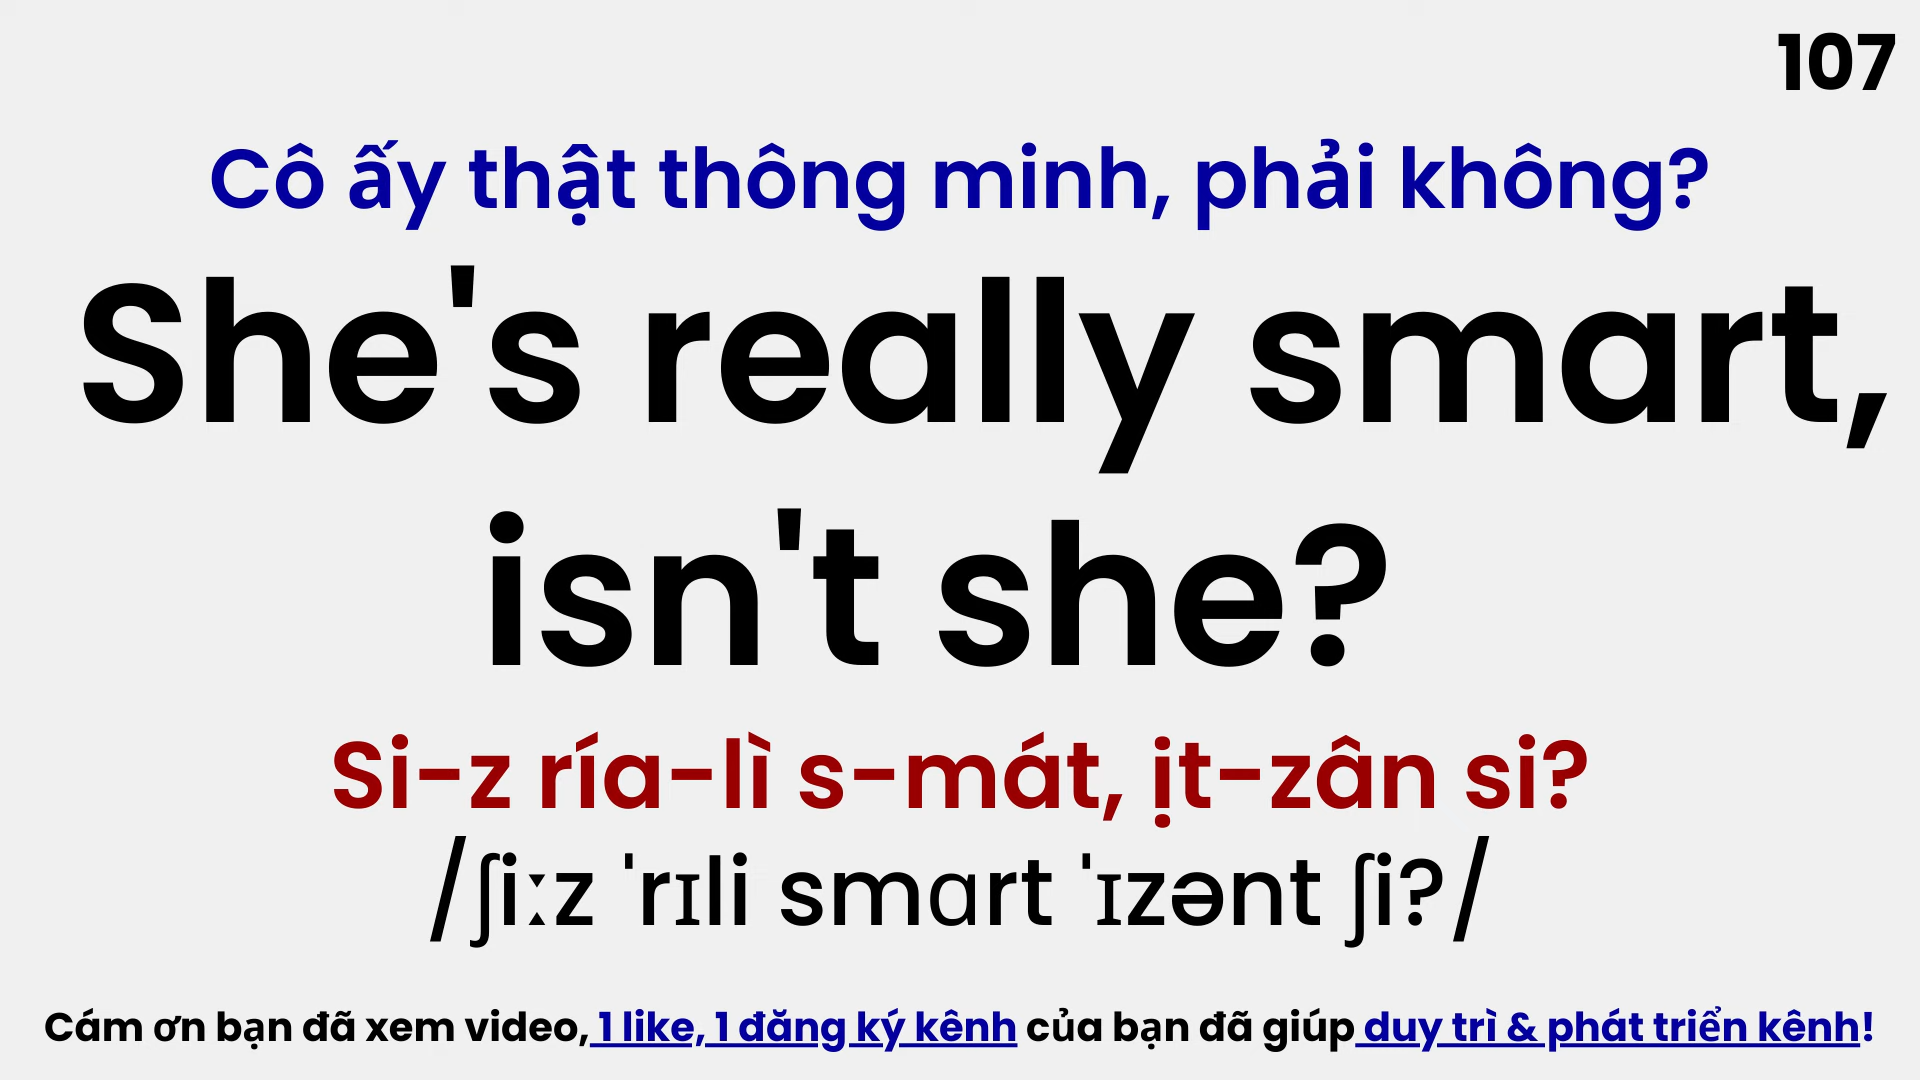 107
Cô ấy thật thông minh, phải không?
She's really smart,
isn't she?
Si-z ría-lì s-mát, ịt-zân si?
/ʃiːz ˈrɪli smɑrt ˈɪzənt ʃi?/
Cám ơn bạn đã xem video, 1 like, 1 đăng ký kênh của bạn đã giúp duy trì & phát triển kênh!